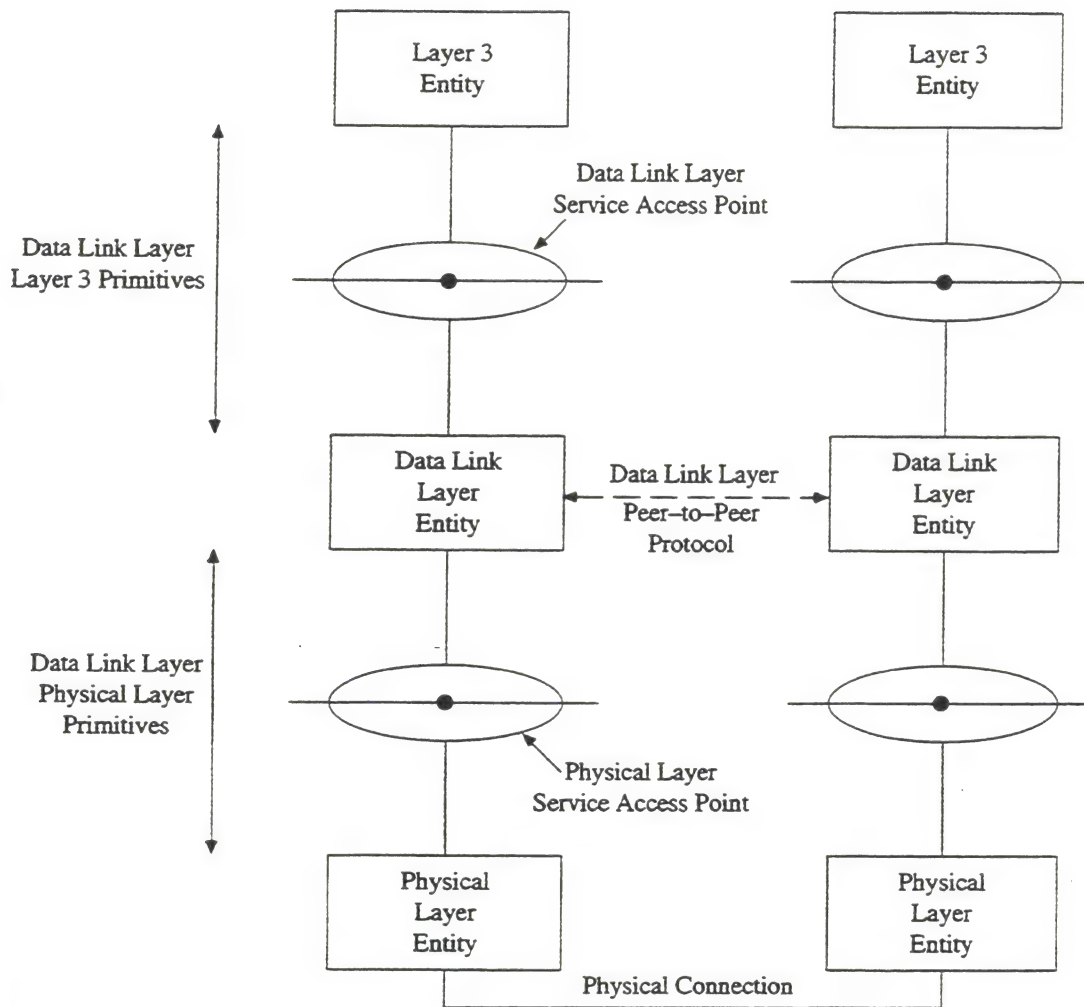 Layer 3
Entity
Layer 3
Entity
Data Link Layer
Service Access Point
Data Link Layer
Layer 3 Primitives
Data Link
Layer
Entity
Data Link Layer
Peer–to–Peer
Protocol
Data Link
Layer
Entity
Data Link Layer
Physical Layer
Primitives
Physical Layer
Service Access Point
Physical
Layer
Entity
Physical
Layer
Entity
Physical Connection